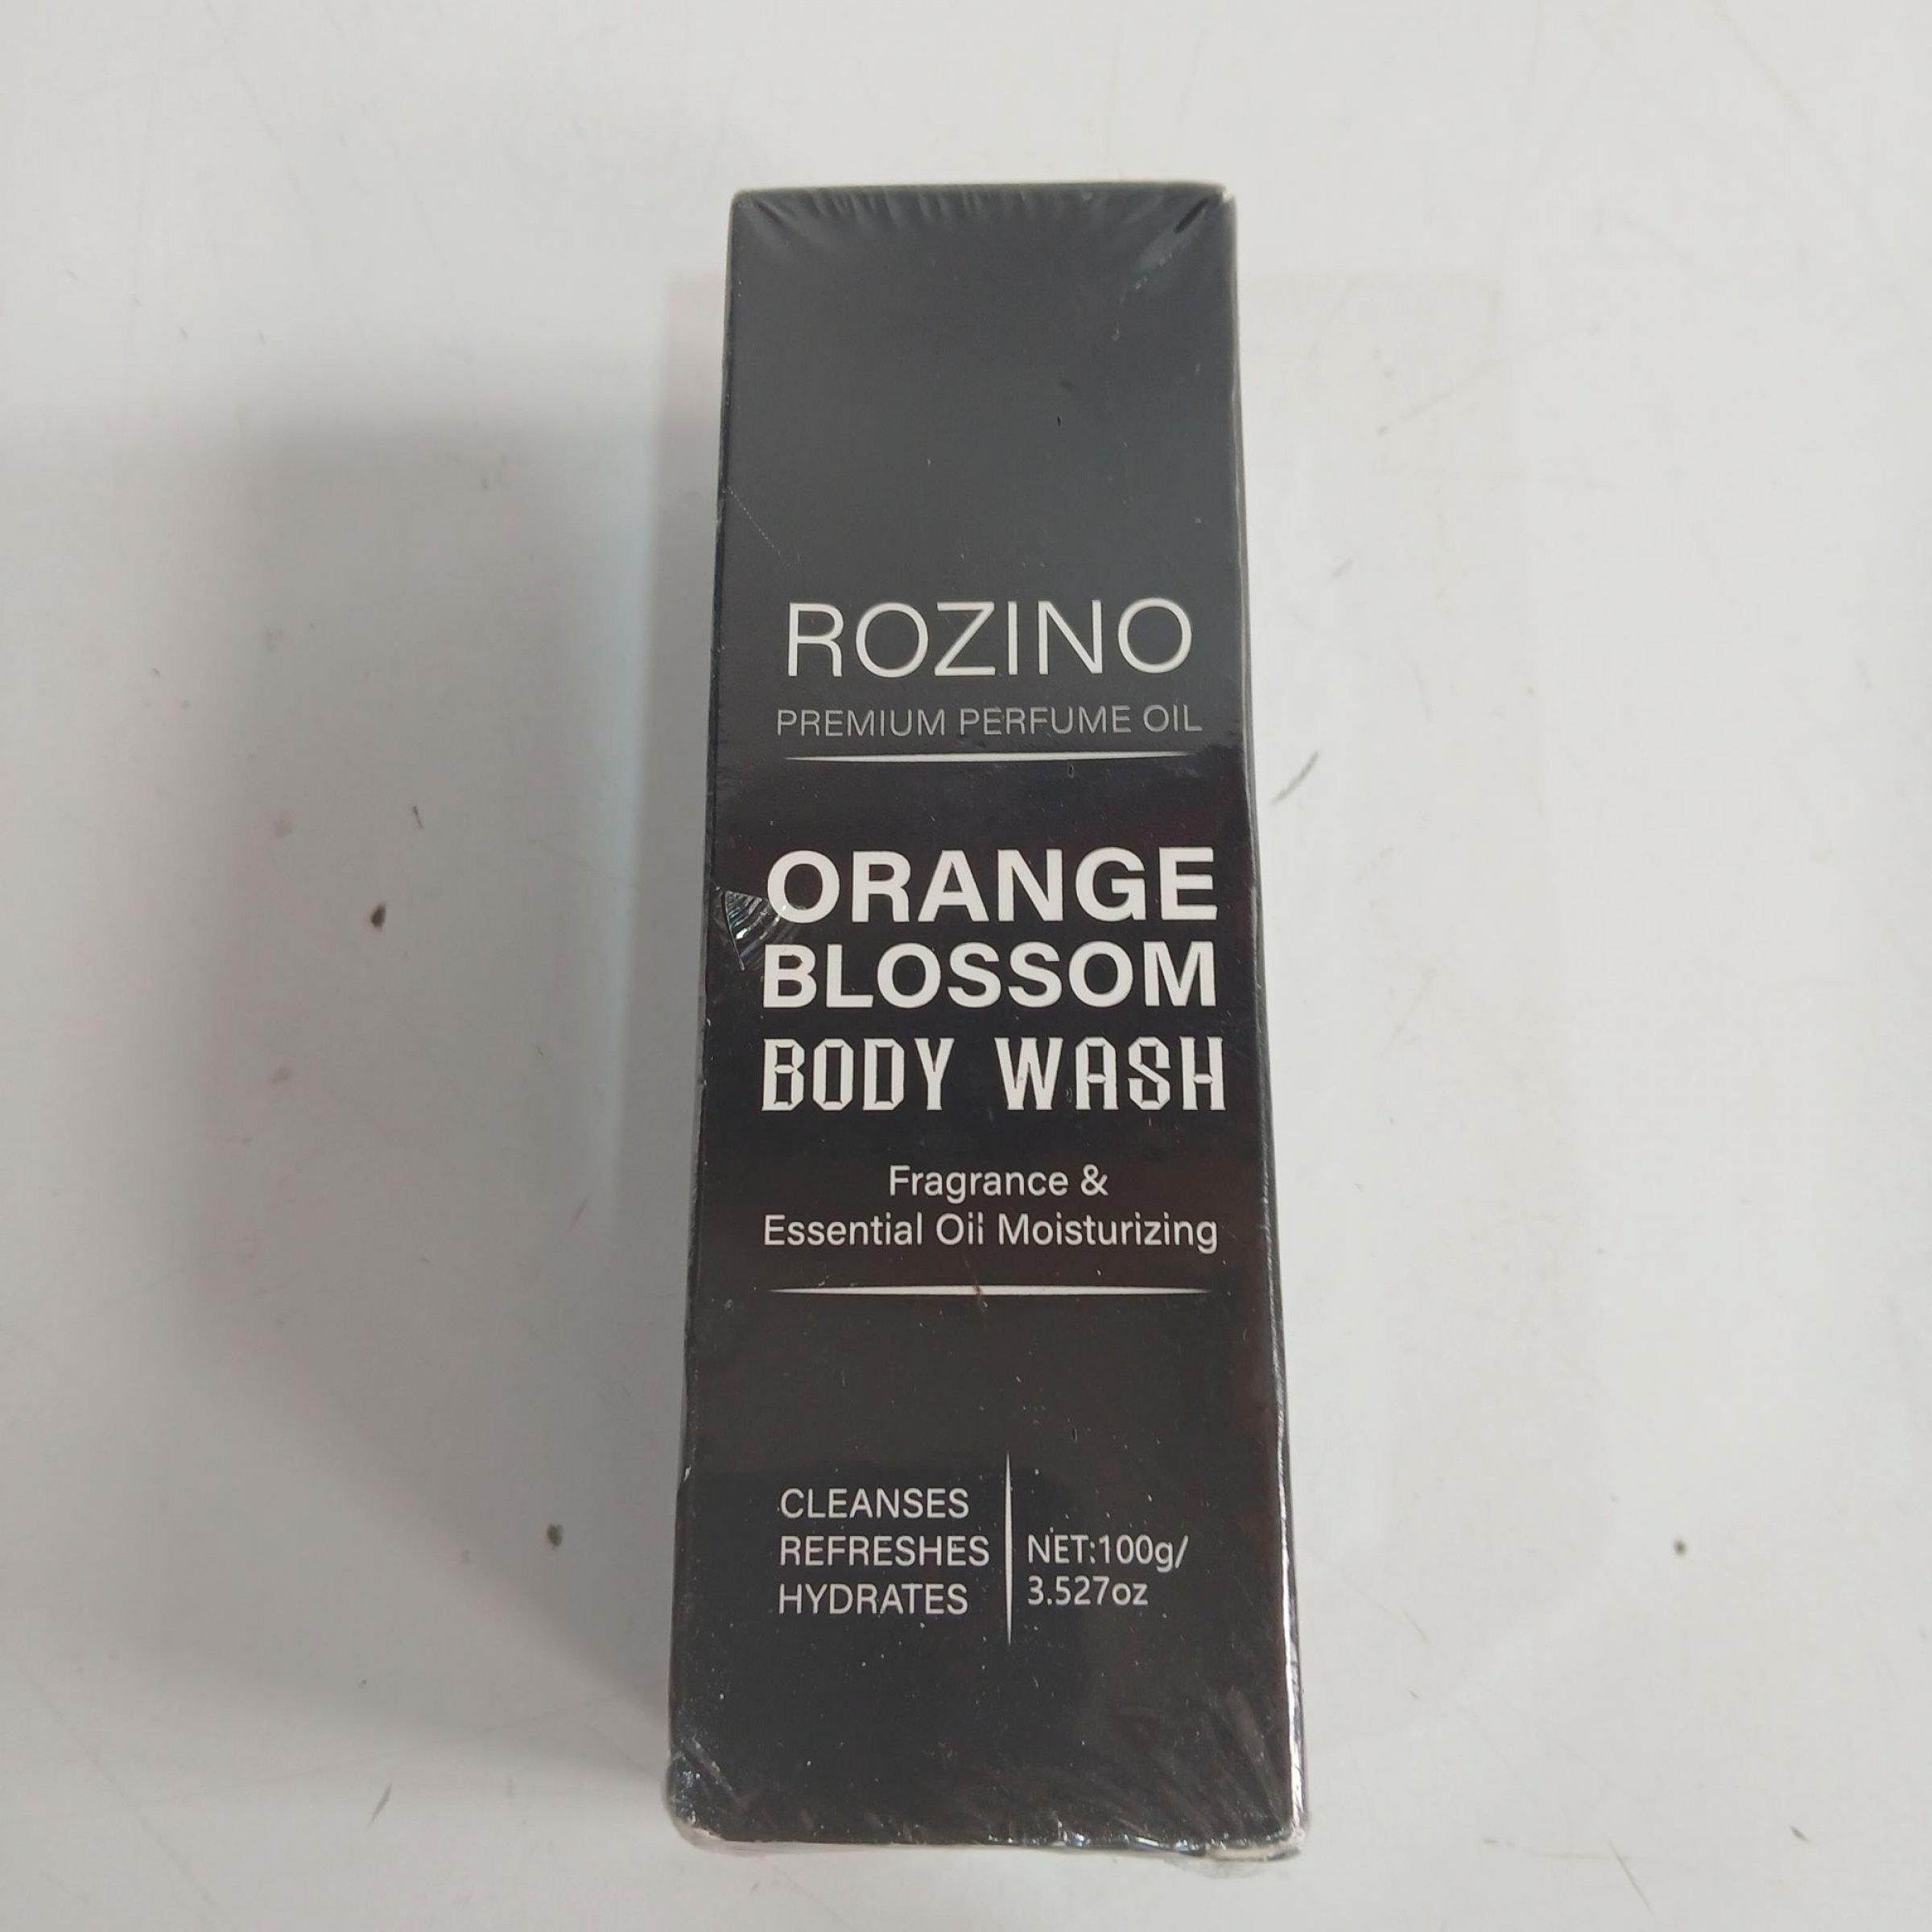 ROZINO
PREMIUM PERFUME OIL
ORANGE
BLOSSOM
BODY WASH
Fragrance &
Essential Oil Moisturizing
CLEANSES
REFRESHES
HYDRATES
NET:100g/
3.527oz